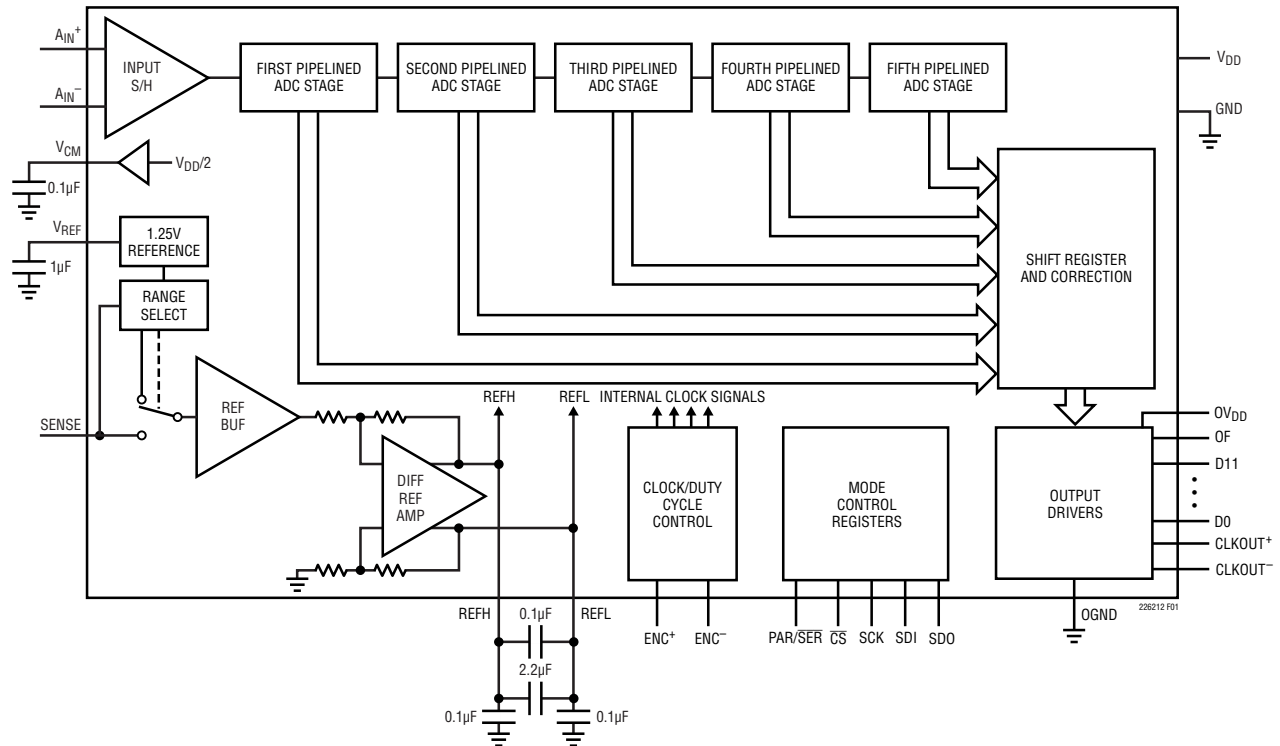 AIN+
AIN–
INPUT
S/H
FIRST PIPELINED
ADC STAGE
SECOND PIPELINED
ADC STAGE
THIRD PIPELINED
ADC STAGE
FOURTH PIPELINED
ADC STAGE
FIFTH PIPELINED
ADC STAGE
VDD
GND
VCM
VDD/2
0.1µF
VREF
1.25V
REFERENCE
1µF
RANGE
SELECT
SHIFT REGISTER
AND CORRECTION
SENSE
REF
BUF
DIFF
REF
AMP
REFH
REFL
INTERNAL CLOCK SIGNALS
CLOCK/DUTY
CYCLE
CONTROL
MODE
CONTROL
REGISTERS
OUTPUT
DRIVERS
OVDD
OF
D11
D0
CLKOUT+
CLKOUT–
226212 F01
REFH
0.1µF
REFL
ENC+
ENC–
PAR/SER
CS
SCK
SDI
SDO
OGND
2.2µF
0.1µF
0.1µF